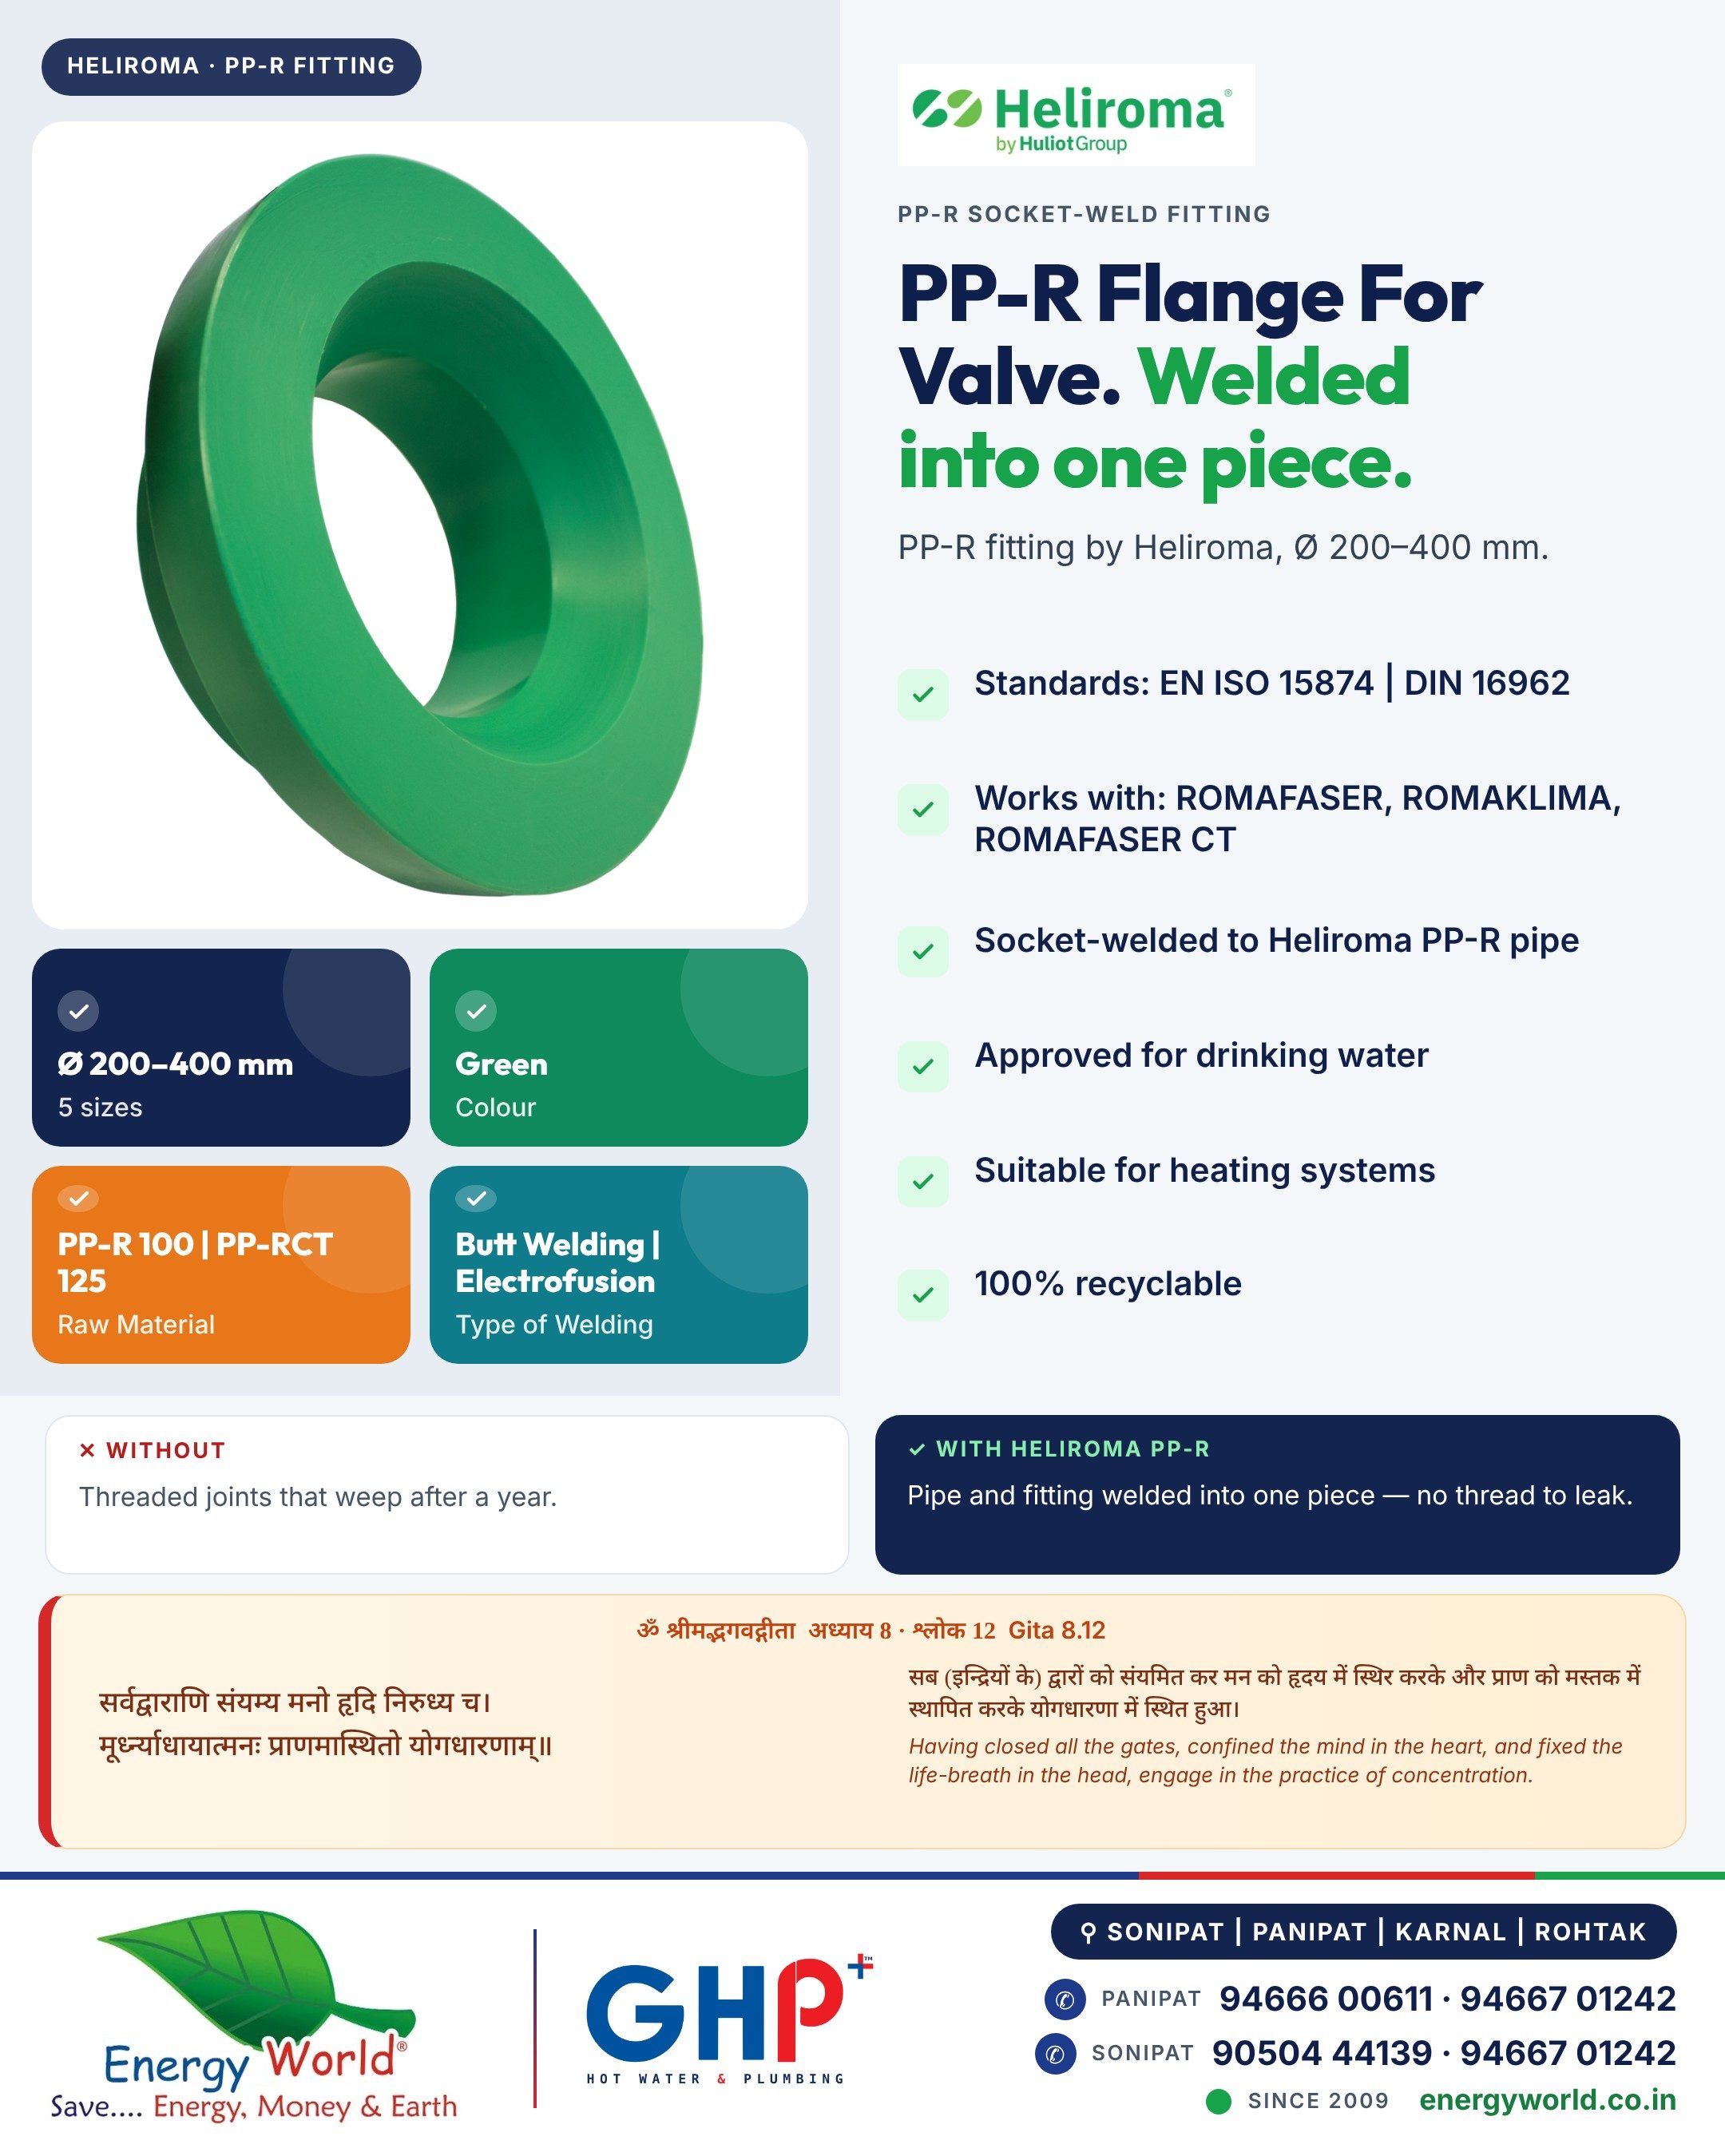 HELIROMA · PP-R FITTING
Heliroma®
by Huliot Group
PP-R SOCKET-WELD FITTING
PP-R Flange For
Valve. Welded
into one piece.
PP-R fitting by Heliroma, Ø 200–400 mm.
Standards: EN ISO 15874 | DIN 16962
Works with: ROMAFASER, ROMAKLIMA,
ROMAFASER CT
Socket-welded to Heliroma PP-R pipe
Approved for drinking water
Suitable for heating systems
100% recyclable
Ø 200–400 mm
5 sizes
Green
Colour
PP-R 100 | PP-RCT
125
Raw Material
Butt Welding |
Electrofusion
Type of Welding
✕ WITHOUT
Threaded joints that weep after a year.
✓ WITH HELIROMA PP-R
Pipe and fitting welded into one piece — no thread to leak.
ॐ श्रीमद्भगवद्गीता अध्याय 8 · श्लोक 12 Gita 8.12
सर्वद्वाराणि संयम्य मनो हृदि निरुध्य च।
मूर्ध्न्याधायात्मनः प्राणमास्थितो योगधारणाम्॥
सब (इन्द्रियों के) द्वारों को संयमित कर मन को हृदय में स्थिर करके और प्राण को मस्तक में
स्थापित करके योगधारणा में स्थित हुआ।
Having closed all the gates, confined the mind in the heart, and fixed the
life-breath in the head, engage in the practice of concentration.
Energy World®
Save.... Energy, Money & Earth
GHP+™
HOT WATER & PLUMBING
SONIPAT | PANIPAT | KARNAL | ROHTAK
PANIPAT 94666 00611 · 94667 01242
SONIPAT 90504 44139 · 94667 01242
SINCE 2009 energyworld.co.in